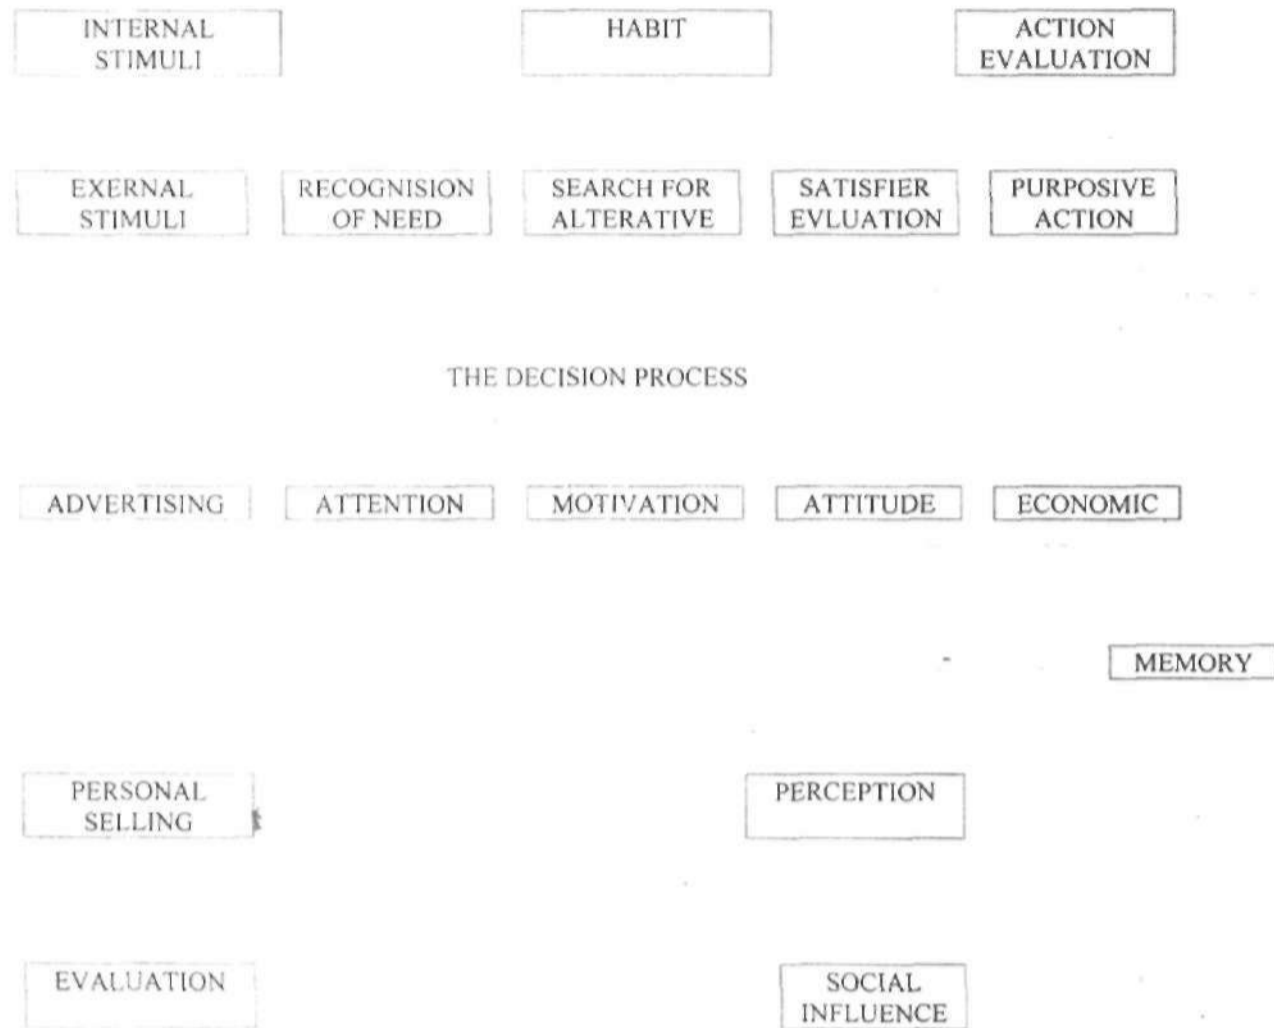 INTERNAL
STIMULI
HABIT
ACTION
EVALUATION
EXERNAL
STIMULI
RECOGNISION
OF NEED
SEARCH FOR
ALTERATIVE
SATISFIER
EVLUATION
PURPOSIVE
ACTION
THE DECISION PROCESS
ADVERTISING
ATTENTION
MOTIVATION
ATTITUDE
ECONOMIC
MEMORY
PERSONAL
SELLING
PERCEPTION
EVALUATION
SOCIAL
INFLUENCE